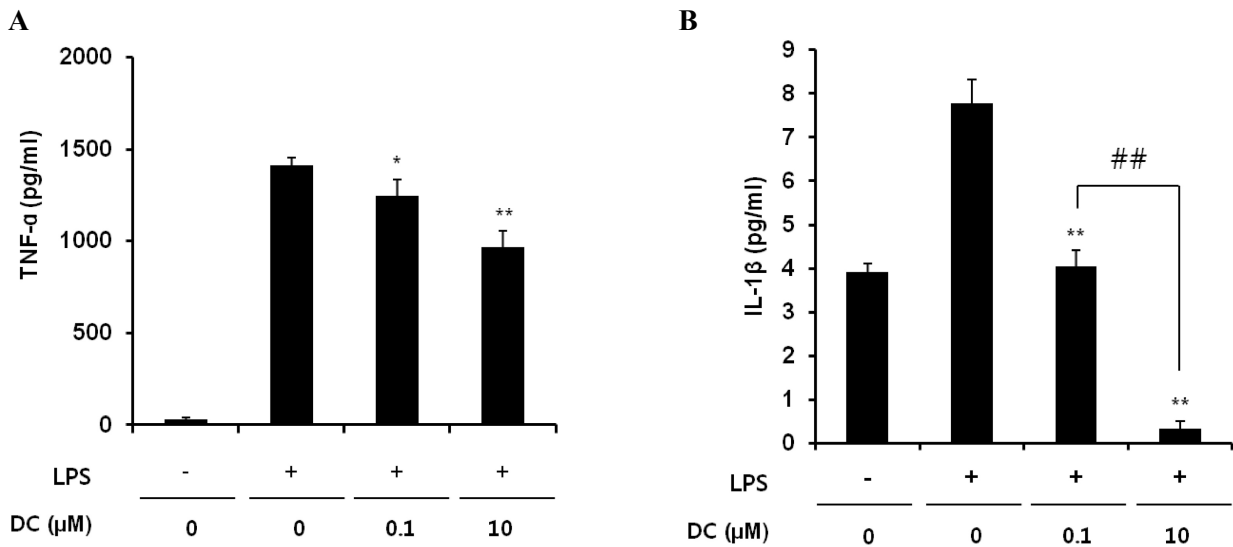 A
TNF-α (pg/ml)
2000
1500
1000
500
0
*
**
LPS - + + +
DC (μM) 0 0 0.1 10
B
IL-1β (pg/ml)
9
8
7
6
5
4
3
2
1
0
##
**
**
LPS - + + +
DC (μM) 0 0 0.1 10